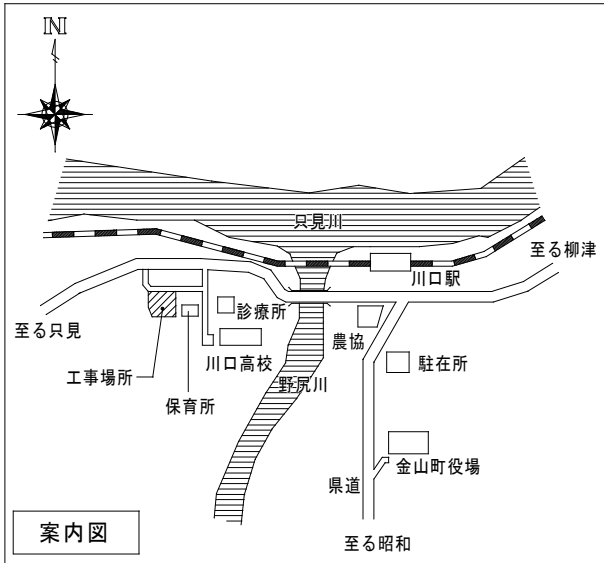 N
只見川
至る柳津
川口駅
診療所
至る只見
農協
川口高校
駐在所
工事場所
野尻川
保育所
金山町役場
県道
案内図
至る昭和